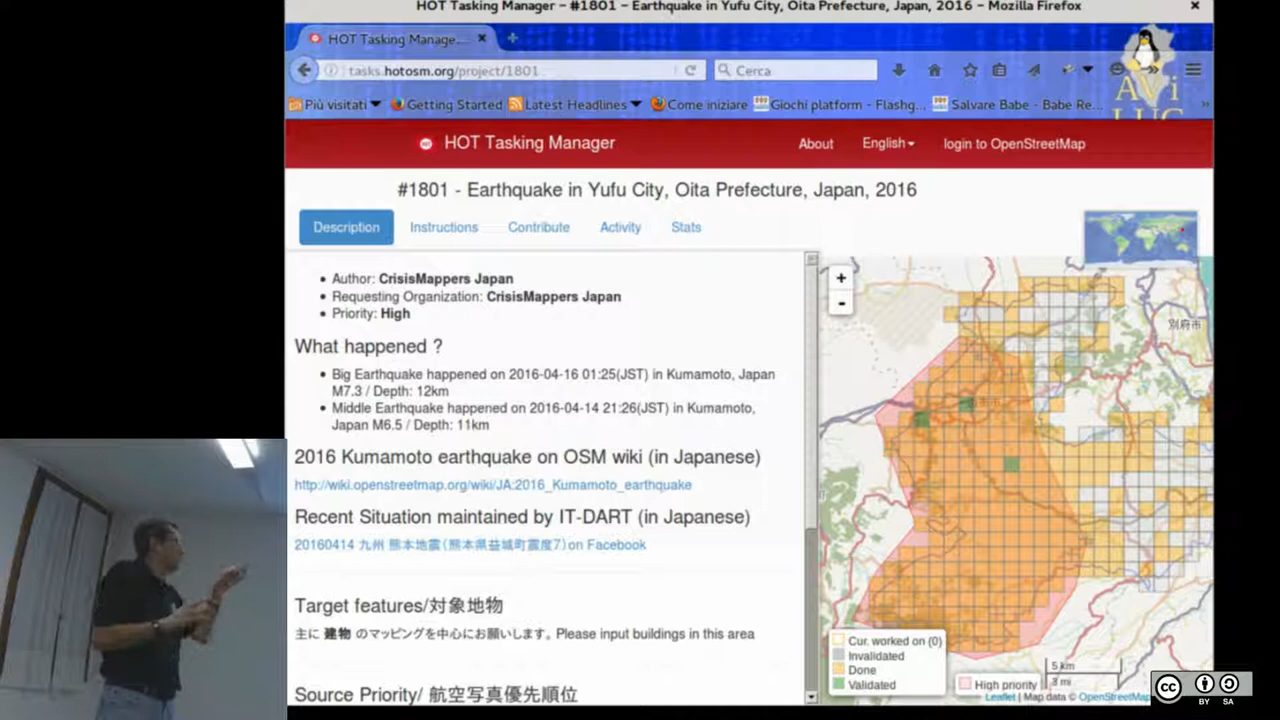 HOT Tasking Manager - #1801 - Earthquake in Yufu City, Oita Prefecture, Japan, 2016 - Mozilla Firefox
HOT Tasking Manage...
tasks.hotosm.org/project/1801
Cerca
Più visitati
Getting Started
Latest Headlines
Come iniziare
Giochi platform - Flashg...
Salvare Babe - Babe Re...
AVi
LUG
HOT Tasking Manager
About
English
login to OpenStreetMap
#1801 - Earthquake in Yufu City, Oita Prefecture, Japan, 2016
Description
Instructions
Contribute
Activity
Stats
Author: CrisisMappers Japan
Requesting Organization: CrisisMappers Japan
Priority: High
What happened ?
Big Earthquake happened on 2016-04-16 01:25(JST) in Kumamoto, Japan
M7.3 / Depth: 12km
Middle Earthquake happened on 2016-04-14 21:26(JST) in Kumamoto,
Japan M6.5 / Depth: 11km
2016 Kumamoto earthquake on OSM wiki (in Japanese)
http://wiki.openstreetmap.org/wiki/JA:2016_Kumamoto_earthquake
Recent Situation maintained by IT-DART (in Japanese)
20160414 九州 熊本地震(熊本県益城町震度7)on Facebook
Target features/対象地物
主に 建物 のマッピングを中心にお願いします。Please input buildings in this area
Source Priority/ 航空写真優先順位
+
-
別府市
Cur. worked on (0)
Invalidated
Done
Validated
High priority
5 km
3 mi
Leaflet | Map data © OpenStreetMap
cc
BY SA